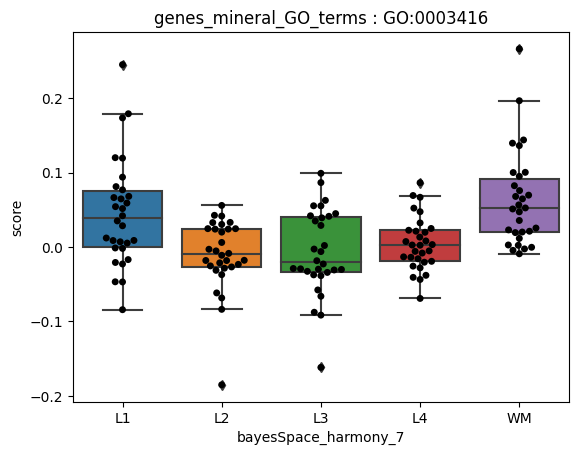 genes_mineral_GO_terms : GO:0003416
score
0.2
0.1
0.0
−0.1
−0.2
L1 L2 L3 L4 WM
bayesSpace_harmony_7